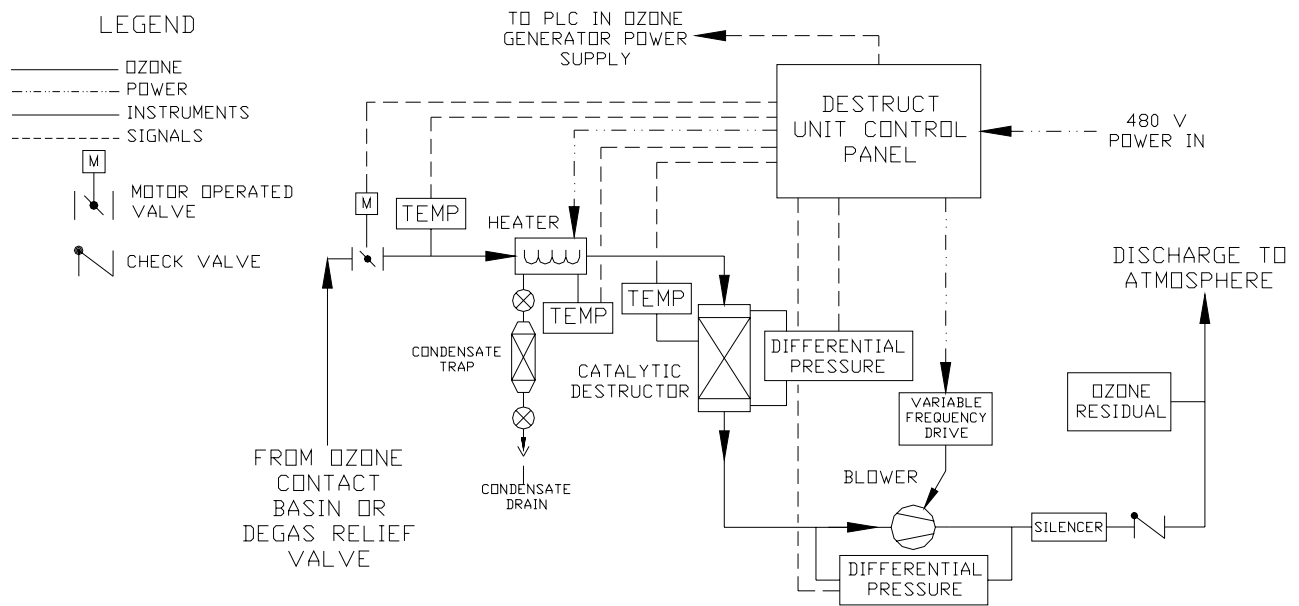 LEGEND
OZONE
POWER
INSTRUMENTS
SIGNALS
M
MOTOR OPERATED
VALVE
CHECK VALVE
TO PLC IN OZONE
GENERATOR POWER
SUPPLY
DESTRUCT
UNIT CONTROL
PANEL
480 V
POWER IN
M
TEMP
HEATER
TEMP
TEMP
CONDENSATE
TRAP
CATALYTIC
DESTRUCTOR
DIFFERENTIAL
PRESSURE
VARIABLE
FREQUENCY
DRIVE
DISCHARGE TO
ATMOSPHERE
OZONE
RESIDUAL
FROM OZONE
CONTACT
BASIN OR
DEGAS RELIEF
VALVE
CONDENSATE
DRAIN
BLOWER
SILENCER
DIFFERENTIAL
PRESSURE